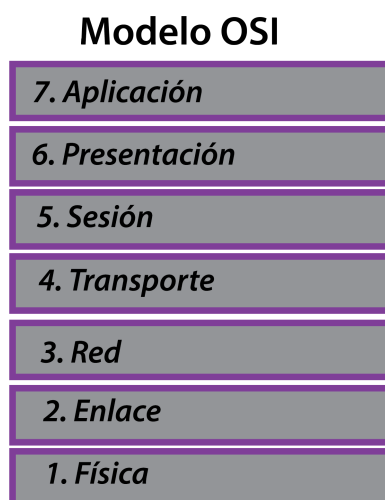 Modelo OSI
7. Aplicación
6. Presentación
5. Sesión
4. Transporte
3. Red
2. Enlace
1. Física